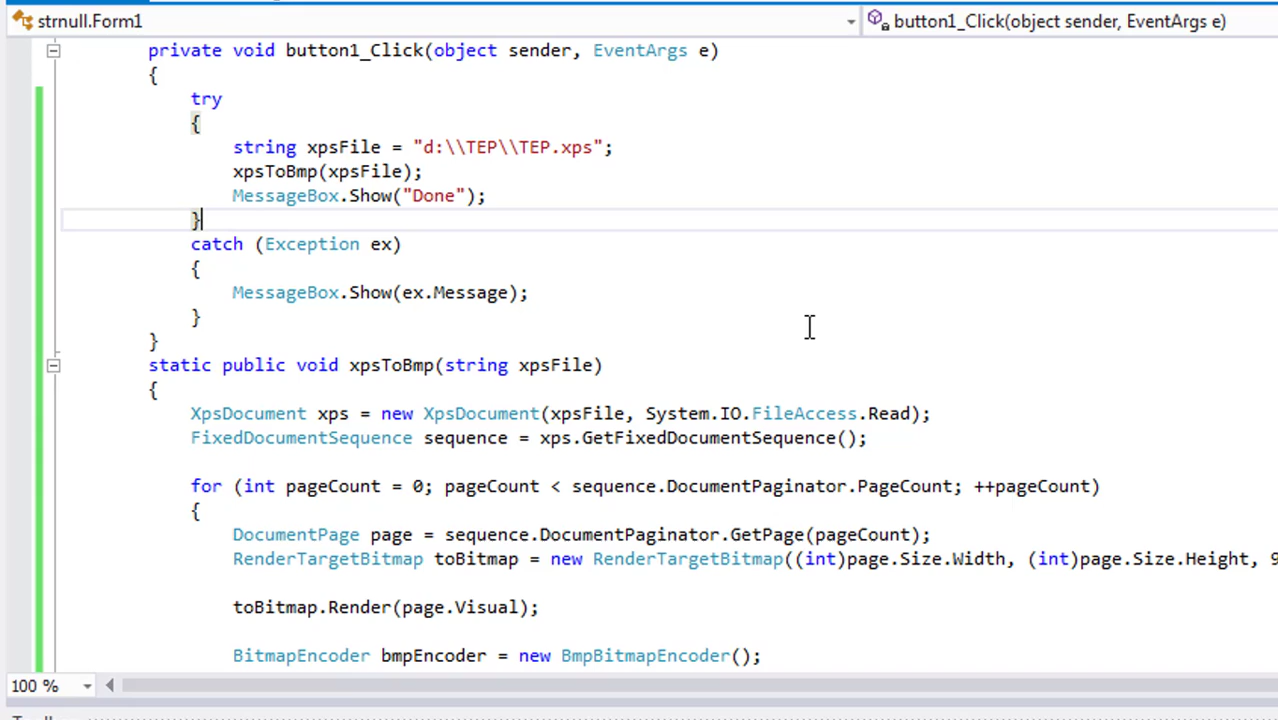 strnull.Form1
button1_Click(object sender, EventArgs e)
private void button1_Click(object sender, EventArgs e)
{
try
{
string xpsFile = "d:\\TEP\\TEP.xps";
xpsToBmp(xpsFile);
MessageBox.Show("Done");
}
catch (Exception ex)
{
MessageBox.Show(ex.Message);
}
}
static public void xpsToBmp(string xpsFile)
{
XpsDocument xps = new XpsDocument(xpsFile, System.IO.FileAccess.Read);
FixedDocumentSequence sequence = xps.GetFixedDocumentSequence();
for (int pageCount = 0; pageCount < sequence.DocumentPaginator.PageCount; ++pageCount)
{
DocumentPage page = sequence.DocumentPaginator.GetPage(pageCount);
RenderTargetBitmap toBitmap = new RenderTargetBitmap((int)page.Size.Width, (int)page.Size.Height, 9
toBitmap.Render(page.Visual);
BitmapEncoder bmpEncoder = new BmpBitmapEncoder();
100 %